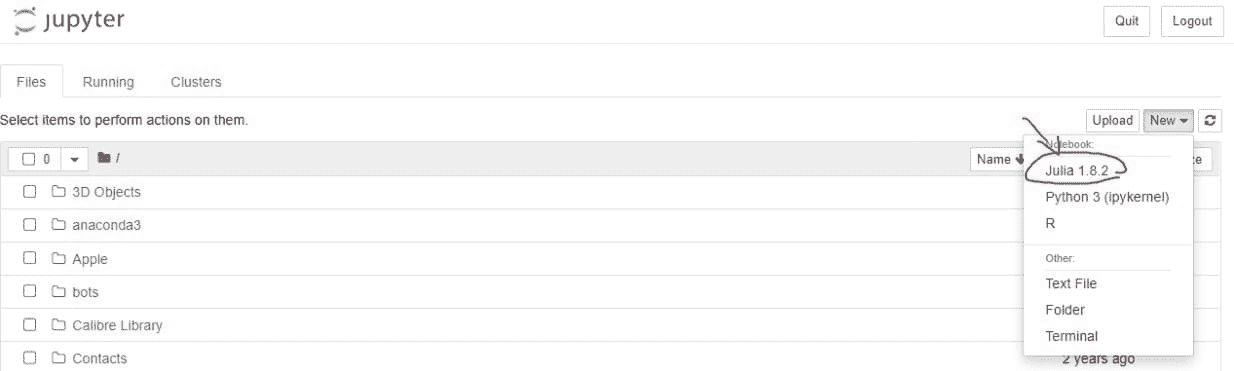 jupyter
Quit Logout
Files Running Clusters
Select items to perform actions on them.
Upload New
0 / Name
Notebook:
Julia 1.8.2
Python 3 (ipykernel)
R
Other:
Text File
Folder
Terminal
3D Objects
anaconda3
Apple
bots
Calibre Library
Contacts
2 years ago